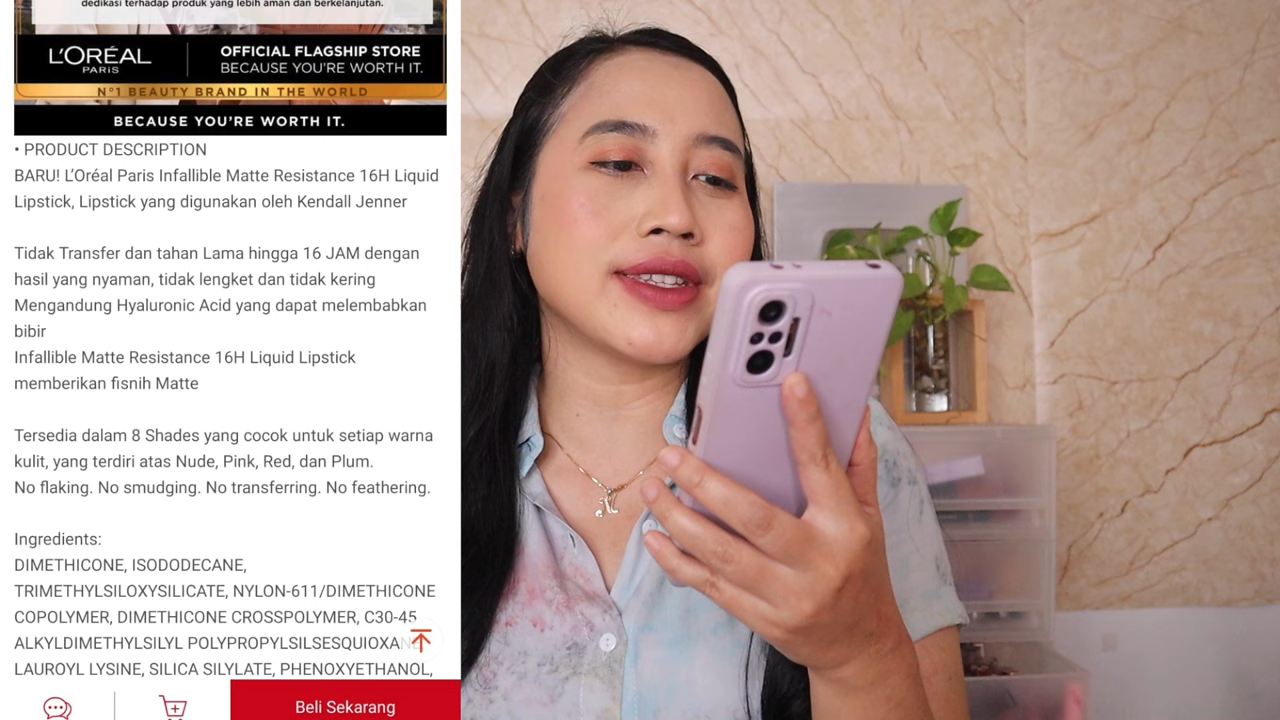 dedikasi terhadap produk yang lebih aman dan berkelanjutan.
L'ORÉAL
PARIS
OFFICIAL FLAGSHIP STORE
BECAUSE YOU'RE WORTH IT.
N°1 BEAUTY BRAND IN THE WORLD
BECAUSE YOU'RE WORTH IT.
• PRODUCT DESCRIPTION
BARU! L'Oréal Paris Infallible Matte Resistance 16H Liquid
Lipstick, Lipstick yang digunakan oleh Kendall Jenner
Tidak Transfer dan tahan Lama hingga 16 JAM dengan
hasil yang nyaman, tidak lengket dan tidak kering
Mengandung Hyaluronic Acid yang dapat melembabkan
bibir
Infallible Matte Resistance 16H Liquid Lipstick
memberikan fisnih Matte
Tersedia dalam 8 Shades yang cocok untuk setiap warna
kulit, yang terdiri atas Nude, Pink, Red, dan Plum.
No flaking. No smudging. No transferring. No feathering.
Ingredients:
DIMETHICONE, ISODODECANE,
TRIMETHYLSILOXYSILICATE, NYLON-611/DIMETHICONE
COPOLYMER, DIMETHICONE CROSSPOLYMER, C30-45
ALKYLDIMETHYLSILYL POLYPROPYLSILSESQUIOXANE,
LAUROYL LYSINE, SILICA SILYLATE, PHENOXYETHANOL,
Beli Sekarang